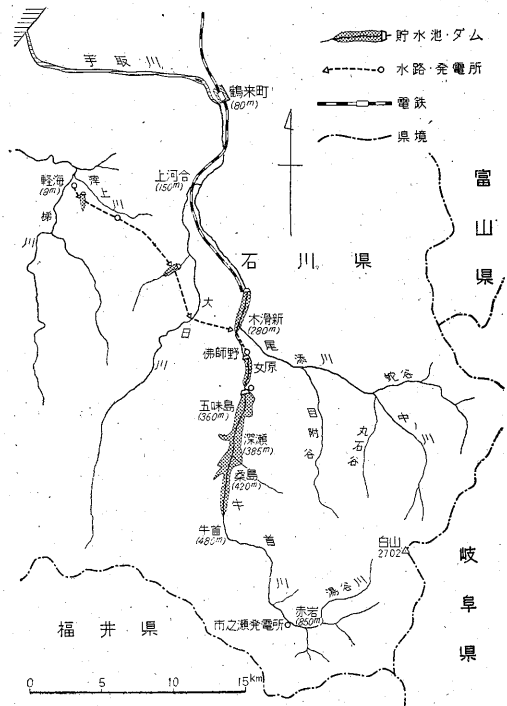 貯水池・ダム
水路・発電所
電鉄
県境
手取川
鶴来町
(80m)
上河合
(150m)
軽海
(8m)
滓上川
梯川
石川県
富山県
木滑新
(280m)
大日川
尾添川
佛師野
女原
蛇谷
中ノ川
丸石谷
目附谷
五味島
(360m)
深瀬
(385m)
桑島
(420m)
牛首
(480m)
牛首川
白山
2702
湯谷川
赤岩
(850m)
市之瀬発電所
岐阜県
福井県
0 5 10 15km